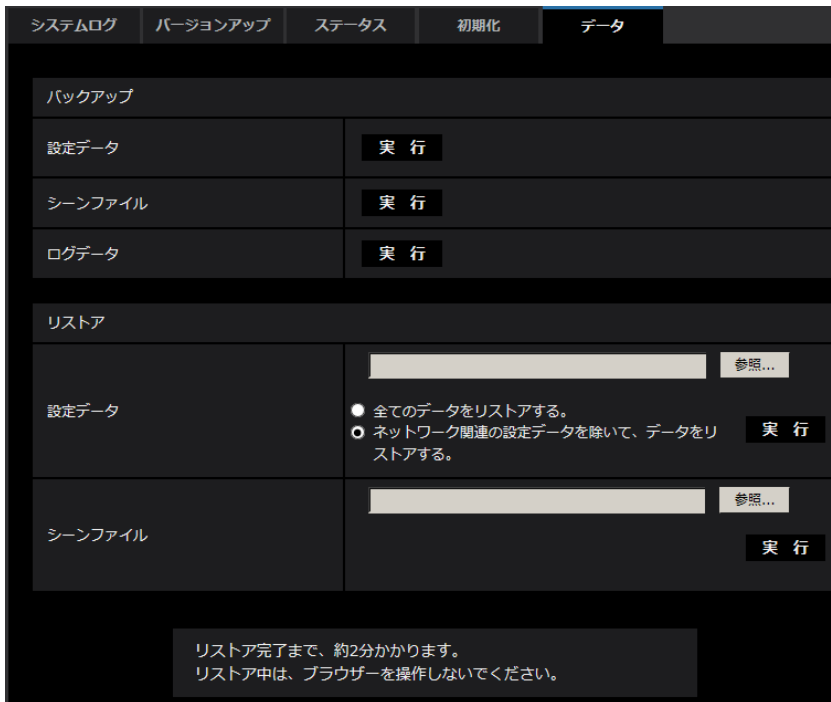 システムログ バージョンアップ ステータス 初期化 データ
バックアップ
設定データ 実 行
シーンファイル 実 行
ログデータ 実 行
リストア
参照...
設定データ
全てのデータをリストアする。
ネットワーク関連の設定データを除いて、データをリ
ストアする。
実 行
参照...
シーンファイル
実 行
リストア完了まで、約2分かかります。
リストア中は、ブラウザーを操作しないでください。